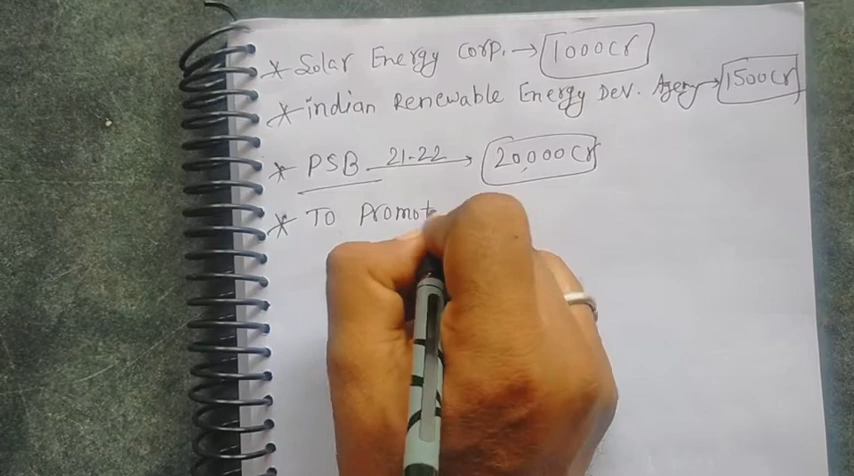 * Solar Energy Corp. → 1000Cr
* indian Renewable Energy Dev. Agency → 1500Cr
* PSB 21-22 → 20,000Cr
* To Promot